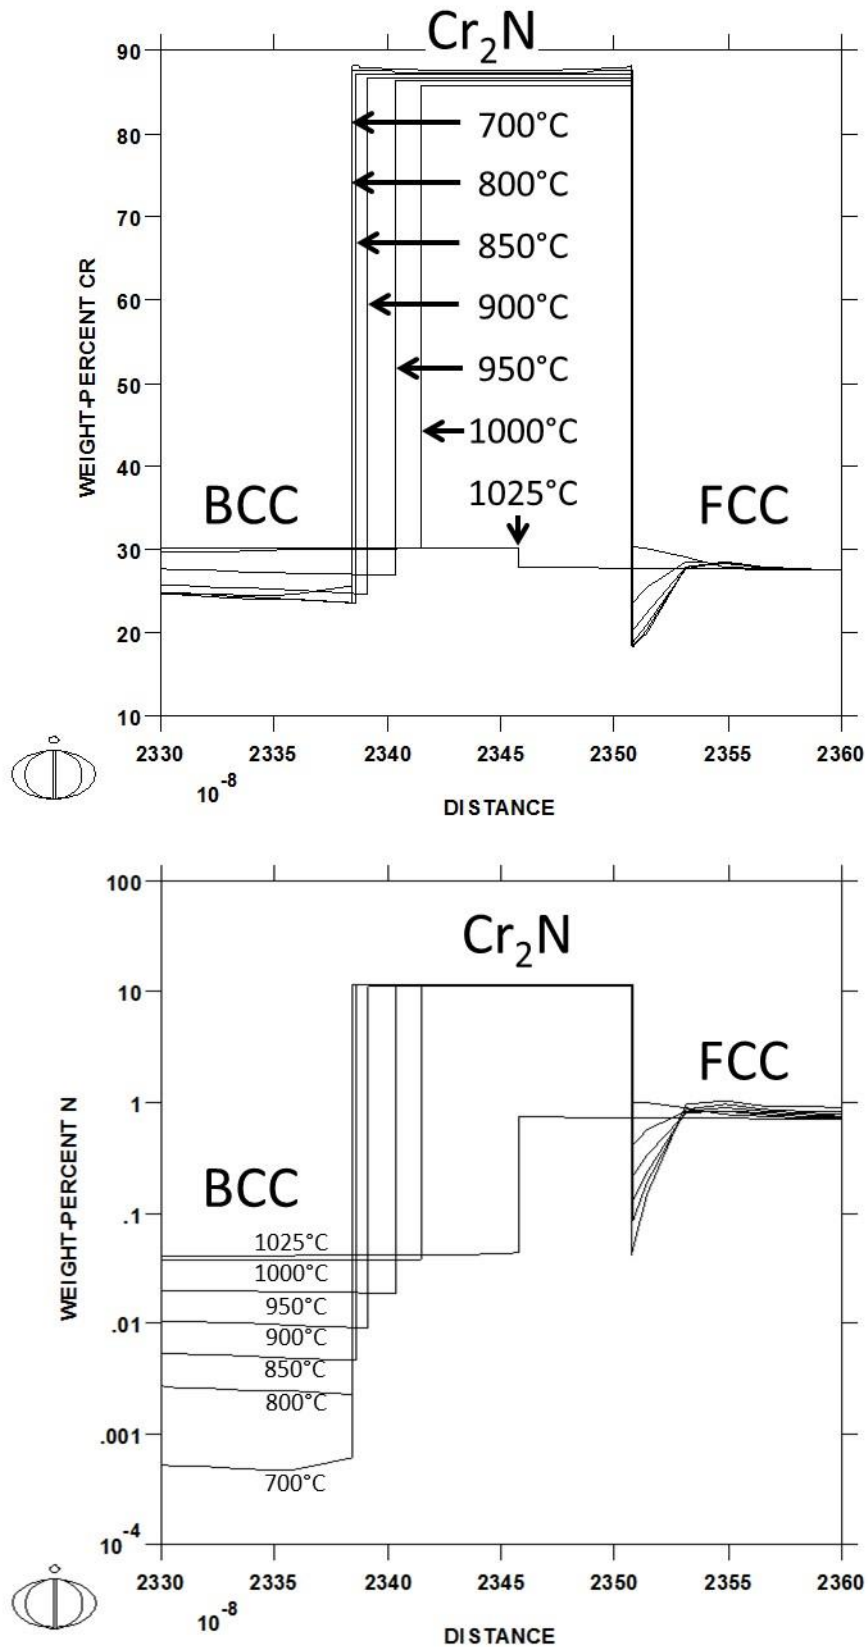 Cr₂N
90
80
70
60
50
40
30
20
10
WEIGHT-PERCENT CR
700°C
800°C
850°C
900°C
950°C
1000°C
1025°C
BCC
FCC
2330 2335 2340 2345 2350 2355 2360
10⁻⁸
DISTANCE
100
10
1
.1
.01
.001
10⁻⁴
WEIGHT-PERCENT N
Cr₂N
FCC
BCC
1025°C
1000°C
950°C
900°C
850°C
800°C
700°C
2330 2335 2340 2345 2350 2355 2360
10⁻⁸
DISTANCE